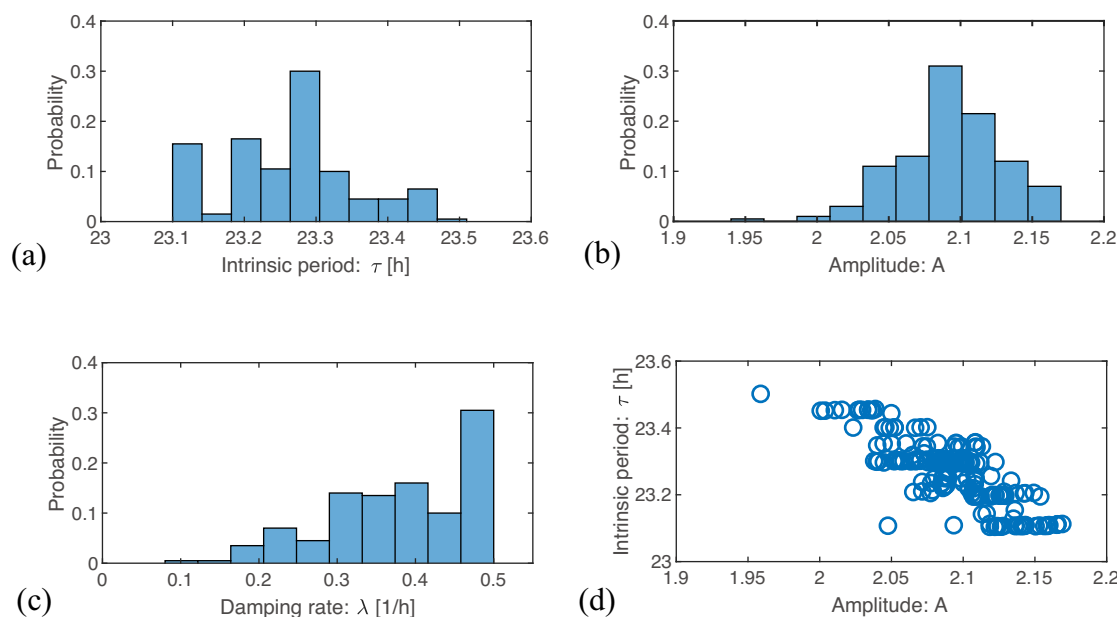 0.4
0.3
0.2
0.1
0
Probability
23 23.1 23.2 23.3 23.4 23.5 23.6
Intrinsic period: τ [h]
(a)
0.4
0.3
0.2
0.1
0
Probability
1.9 1.95 2 2.05 2.1 2.15 2.2
Amplitude: A
(b)
0.4
0.3
0.2
0.1
0
Probability
0 0.1 0.2 0.3 0.4 0.5
Damping rate: λ [1/h]
(c)
23.6
23.4
23.2
23
Intrinsic period: τ [h]
1.9 1.95 2 2.05 2.1 2.15 2.2
Amplitude: A
(d)